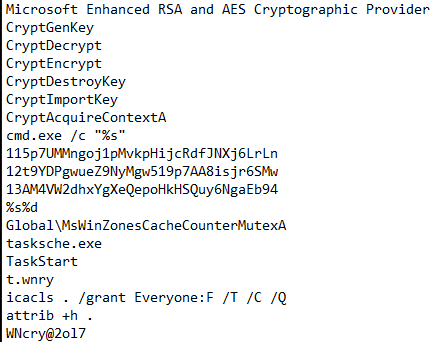 Microsoft Enhanced RSA and AES Cryptographic Provider
CryptGenKey
CryptDecrypt
CryptEncrypt
CryptDestroyKey
CryptImportKey
CryptAcquireContextA
cmd.exe /c "%s"
115p7UMMngoj1pMvkpHijcRdfJNXj6LrLn
12t9YDPgwueZ9NyMgw519p7AA8isjr6SMw
13AM4VW2dhxYgXeQepoHkHSQuy6NgaEb94
%s%d
Global\MsWinZonesCacheCounterMutexA
tasksche.exe
TaskStart
t.wnry
icacls . /grant Everyone:F /T /C /Q
attrib +h .
WNcry@2ol7